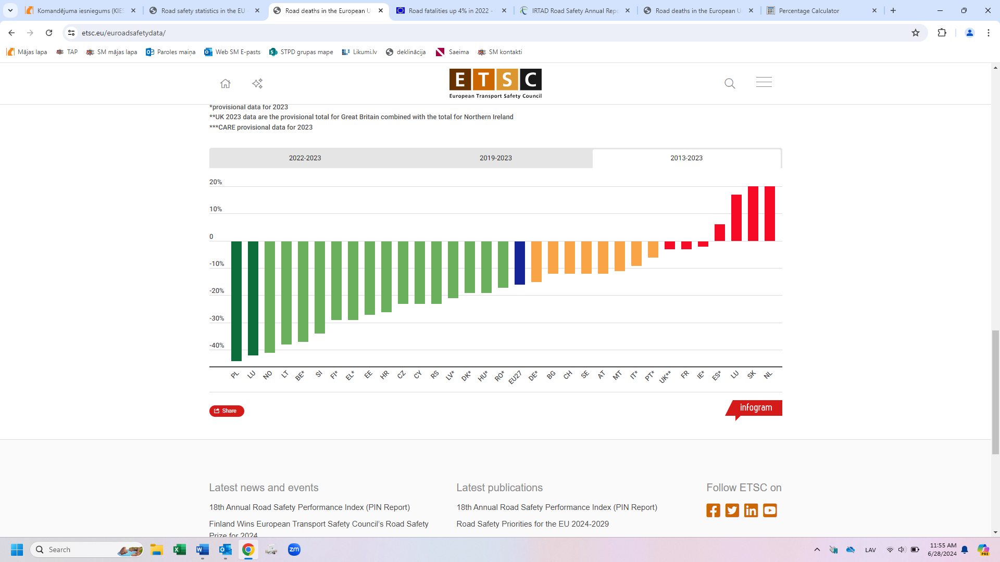 Komandējuma iesniegums (KIES
Road safety statistics in the EU -
Road deaths in the European U
Road fatalities up 4% in 2022 -
IRTAD Road Safety Annual Repo
Road deaths in the European U
Percentage Calculator
etsc.eu/euroadsafetydata/
Mājas lapa
TAP
SM mājas lapa
Paroles maiņa
Web SM E-pasts
STPD grupas mape
Likumi.lv
deklinācija
Saeima
SM kontakti
E T S C
European Transport Safety Council
*provisional data for 2023
**UK 2023 data are the provisional total for Great Britain combined with the total for Northern Ireland
***CARE provisional data for 2023
2022-2023 2019-2023 2013-2023
20%
10%
0
-10%
-20%
-30%
-40%
PL LU NO LT BE* SI FI* EL* EE HR CZ CY RS LV* DK* HU* RO* EU27 DE* BG CH SE AT MT IT* PT* UK** FR IE* ES* LU SK NL
Share
infogram
Latest news and events
18th Annual Road Safety Performance Index (PIN Report)
Finland Wins European Transport Safety Council’s Road Safety
Prize for 2024
Latest publications
18th Annual Road Safety Performance Index (PIN Report)
Road Safety Priorities for the EU 2024-2029
Follow ETSC on
Search
zm
LAV
11:55 AM
6/28/2024
PRE